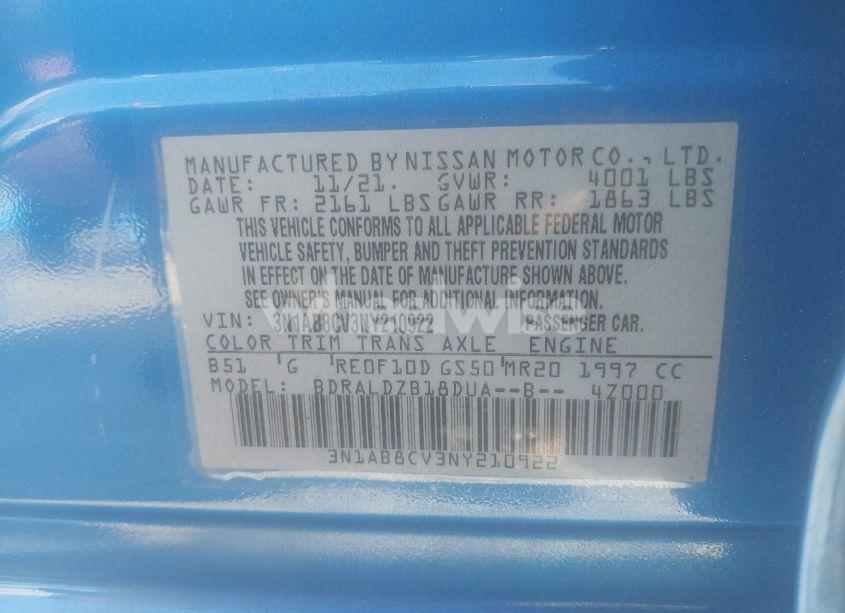 MANUFACTURED BY NISSAN MOTOR CO., LTD.
DATE: 11/21. GVWR: 4001 LBS
GAWR FR: 2161 LBS GAWR RR: 1863 LBS
THIS VEHICLE CONFORMS TO ALL APPLICABLE FEDERAL MOTOR
VEHICLE SAFETY, BUMPER AND THEFT PREVENTION STANDARDS
IN EFFECT ON THE DATE OF MANUFACTURE SHOWN ABOVE.
SEE OWNER'S MANUAL FOR ADDITIONAL INFORMATION.
VIN: 3N1AB8CV3NY210922 PASSENGER CAR.
COLOR TRIM TRANS AXLE ENGINE
B51 G RE0F10D GS50 MR20 1997 CC
MODEL: BDRALDZB18DUA--B-- 4Z000
3N1AB8CV3NY210922